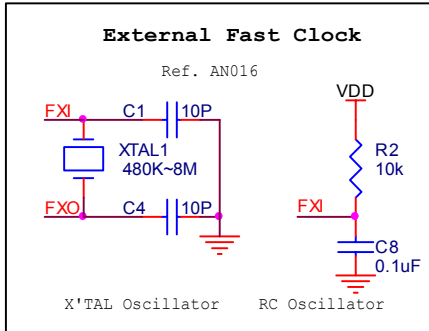 External Fast Clock
Ref. AN016
FXI
C1
10P
XTAL1
480K~8M
FXO
C4
10P
X'TAL Oscillator
VDD
R2
10k
FXI
C8
0.1uF
RC Oscillator